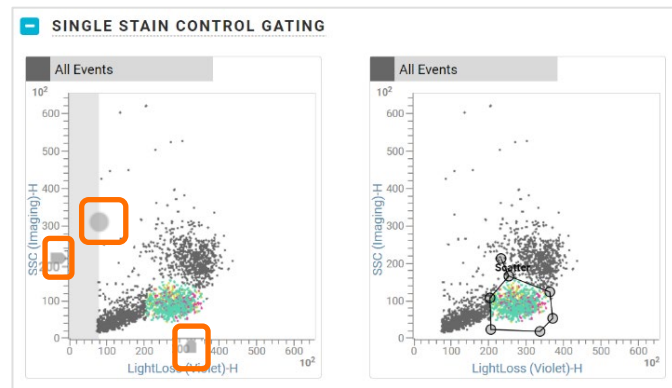 SINGLE STAIN CONTROL GATING
All Events
10²
600
500
400
300
200
100
0
SSC (Imaging)-H
0 100 200 300 400 500 600
10²
LightLoss (Violet)-H
All Events
10²
600
500
400
300
200
100
0
SSC (Imaging)-H
Scatter
0 100 200 300 400 500 600
10²
LightLoss (Violet)-H